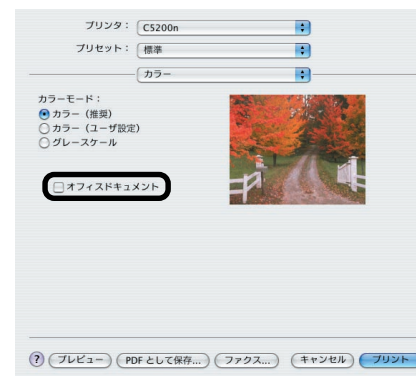 プリンタ： C5200n
プリセット： 標準
カラー
カラーモード：
カラー（推奨）
カラー（ユーザ設定）
グレースケール
オフィスドキュメント
? プレビュー PDF として保存... ファクス... キャンセル プリント